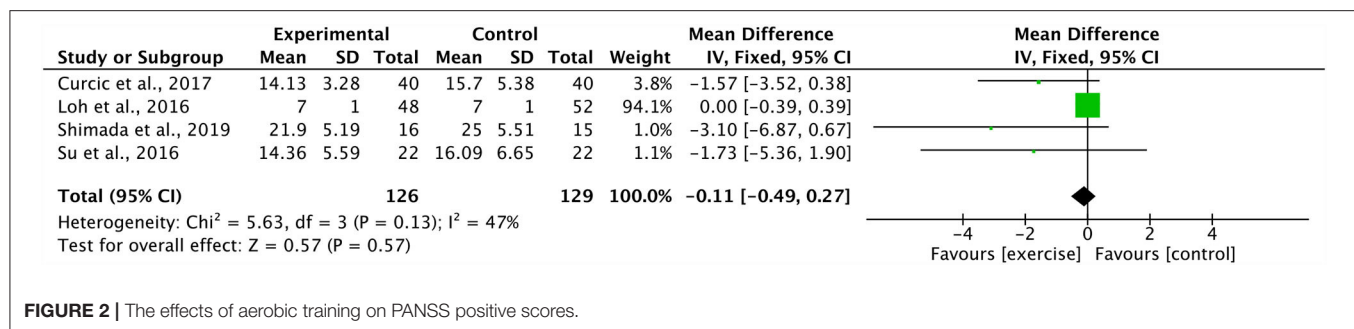 Experimental Control Mean Difference Mean Difference
Study or Subgroup Mean SD Total Mean SD Total Weight IV, Fixed, 95% CI IV, Fixed, 95% CI
Curcic et al., 2017 14.13 3.28 40 15.7 5.38 40 3.8% −1.57 [−3.52, 0.38]
Loh et al., 2016 7 1 48 7 1 52 94.1% 0.00 [−0.39, 0.39]
Shimada et al., 2019 21.9 5.19 16 25 5.51 15 1.0% −3.10 [−6.87, 0.67]
Su et al., 2016 14.36 5.59 22 16.09 6.65 22 1.1% −1.73 [−5.36, 1.90]
Total (95% CI) 126 129 100.0% −0.11 [−0.49, 0.27]
Heterogeneity: Chi² = 5.63, df = 3 (P = 0.13); I² = 47%
Test for overall effect: Z = 0.57 (P = 0.57)
−4 −2 0 2 4
Favours [exercise] Favours [control]
FIGURE 2 | The effects of aerobic training on PANSS positive scores.